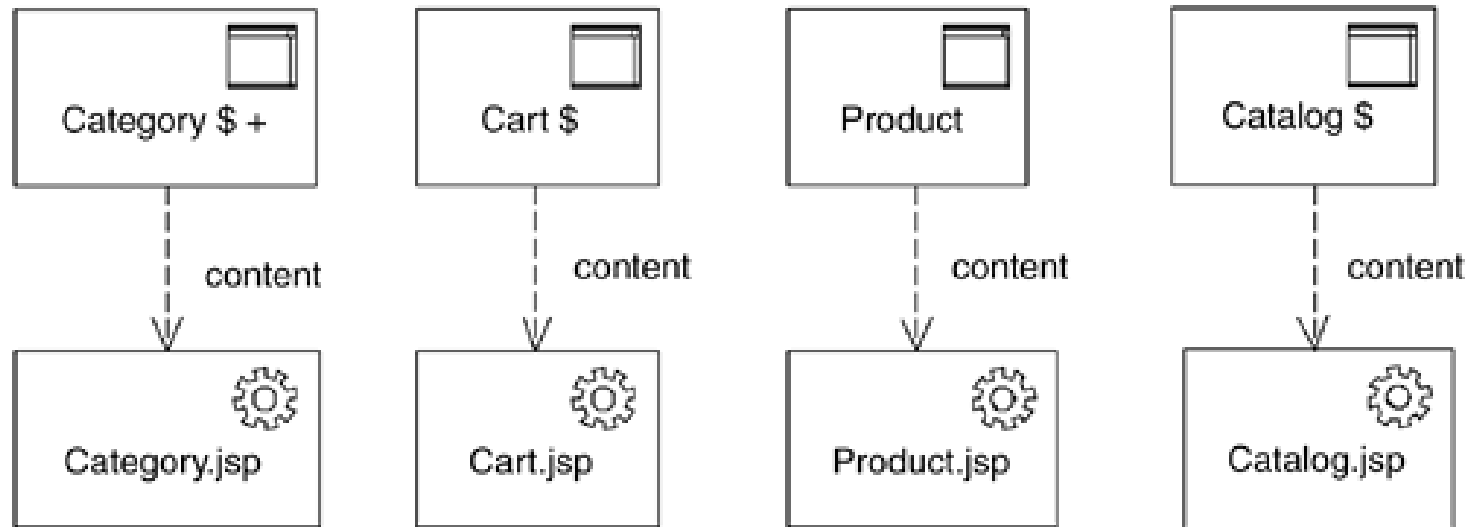 Category $ +
Cart $
Product
Catalog $
content
content
content
content
Category.jsp
Cart.jsp
Product.jsp
Catalog.jsp